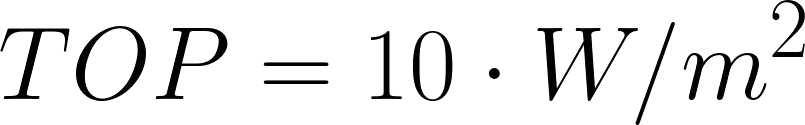 TOP = 10 · W/m²